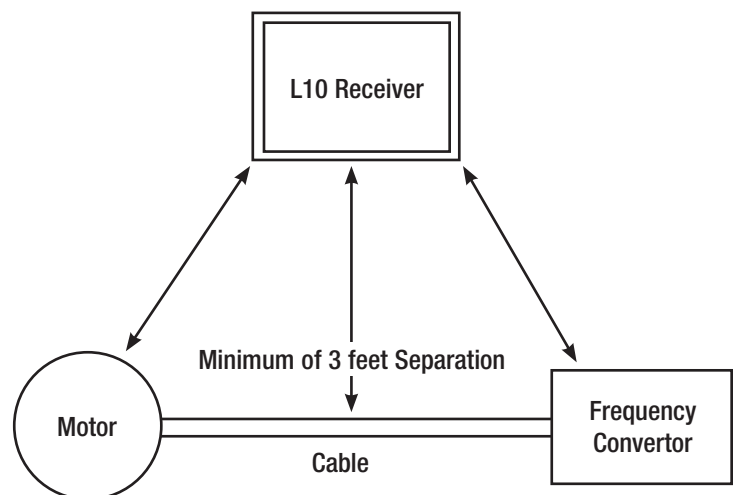 L10 Receiver
Minimum of 3 feet Separation
Motor
Cable
Frequency
Convertor